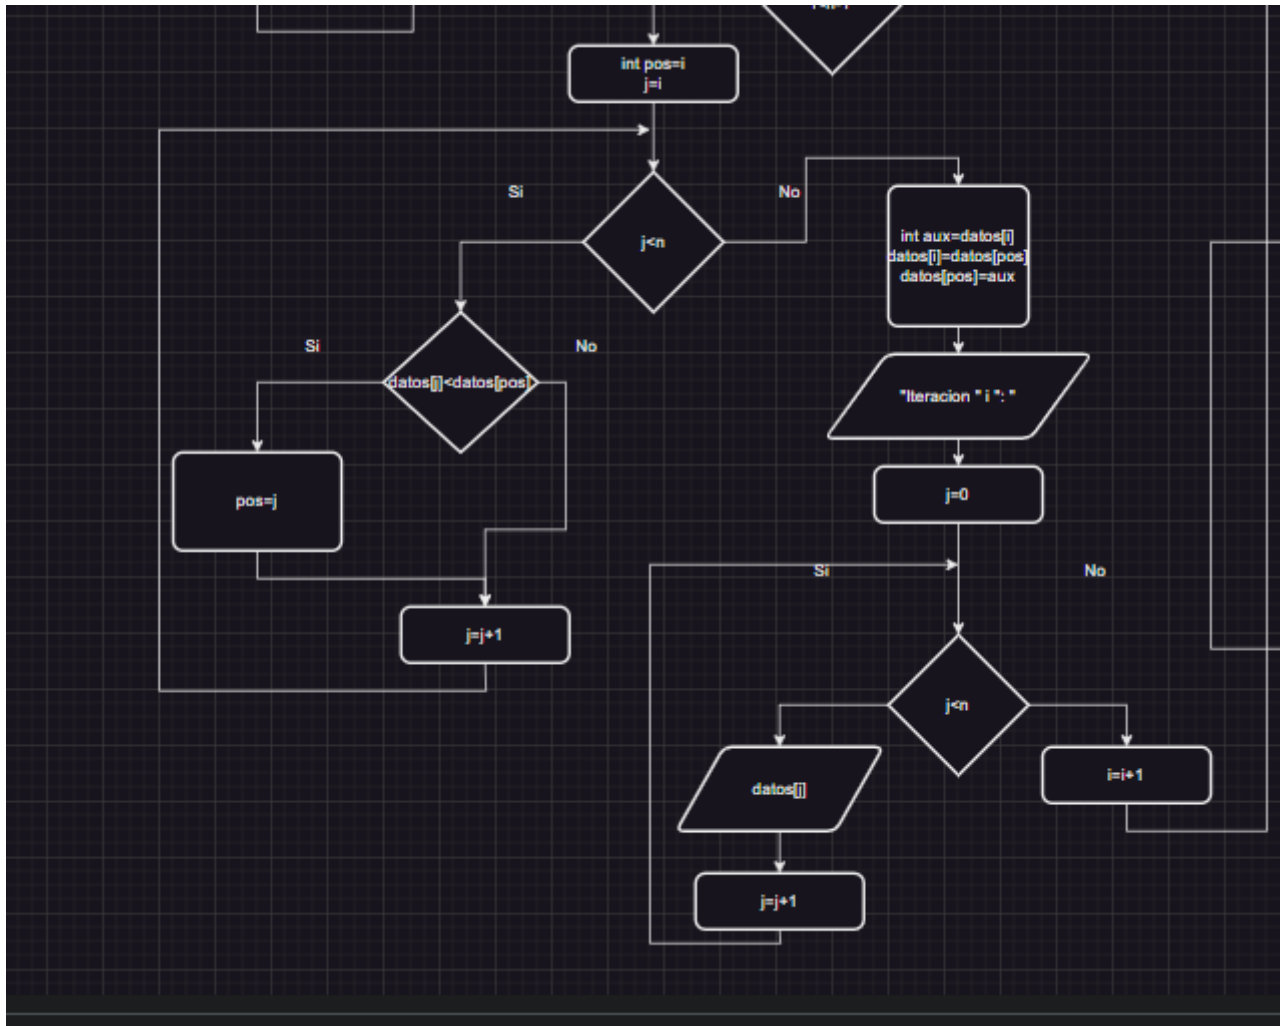 int pos=i
j=i
Si
No
j<n
int aux=datos[i]
datos[i]=datos[pos]
datos[pos]=aux
Si
No
datos[j]<datos[pos]
"Iteracion " i ": "
pos=j
j=0
Si
No
j=j+1
j<n
datos[j]
i=i+1
j=j+1